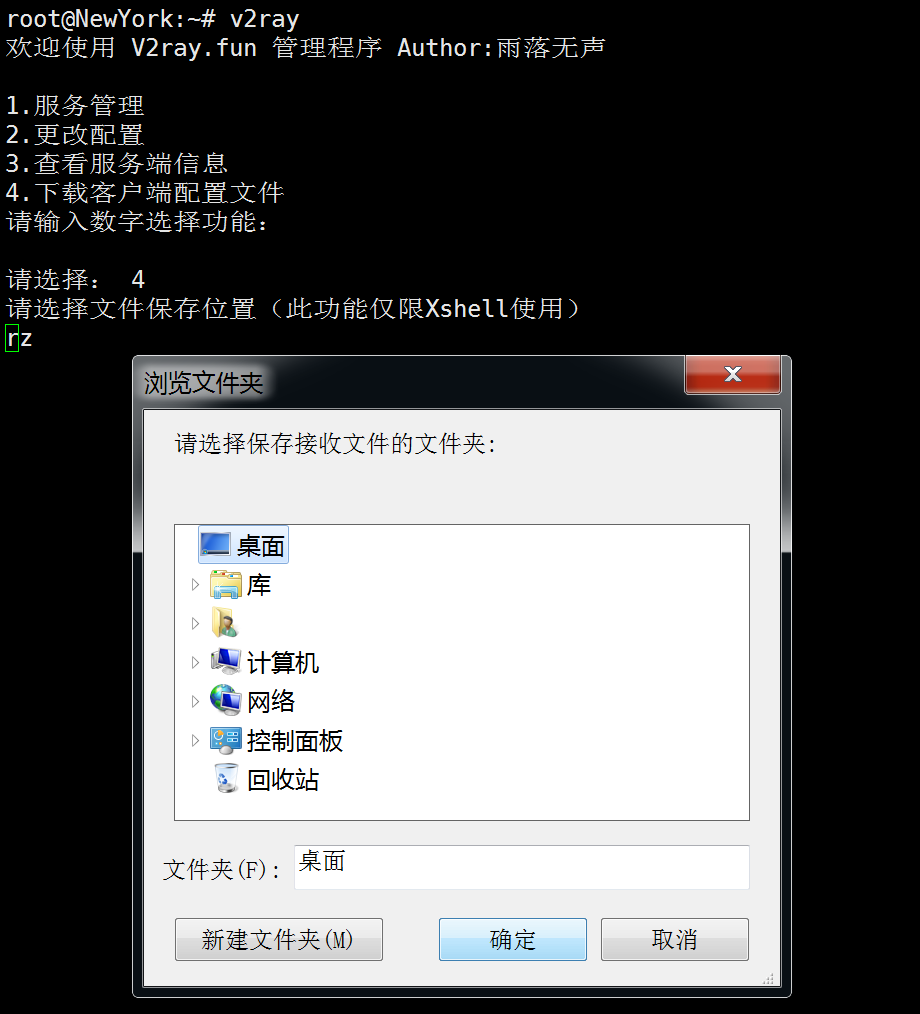 root@NewYork:~# v2ray
欢迎使用 V2ray.fun 管理程序 Author:雨落无声
1.服务管理
2.更改配置
3.查看服务端信息
4.下载客户端配置文件
请输入数字选择功能：
请选择： 4
请选择文件保存位置（此功能仅限Xshell使用）
rz
浏览文件夹
请选择保存接收文件的文件夹:
桌面
库
计算机
网络
控制面板
回收站
文件夹(F): 桌面
新建文件夹(M) 确定 取消